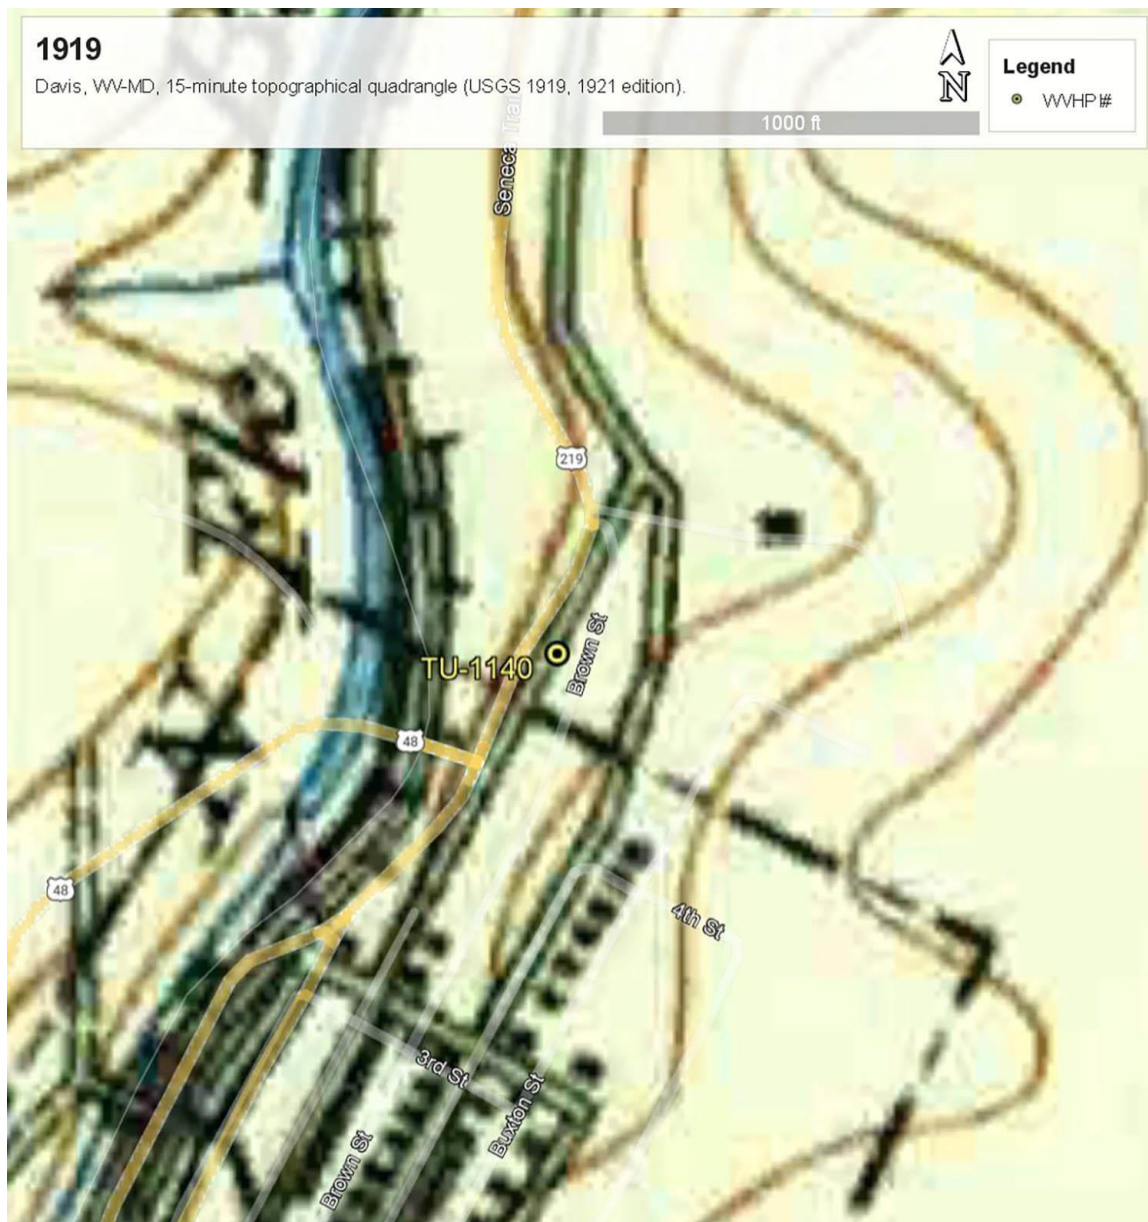 1919
Davis, WV-MD, 15-minute topographical quadrangle (USGS 1919, 1921 edition).
N
Legend
WVHPI#
1000 ft
Seneca Trai
219
TU-1140
Brown St
48
48
4th St
3rd St
Buxton St
Brown St